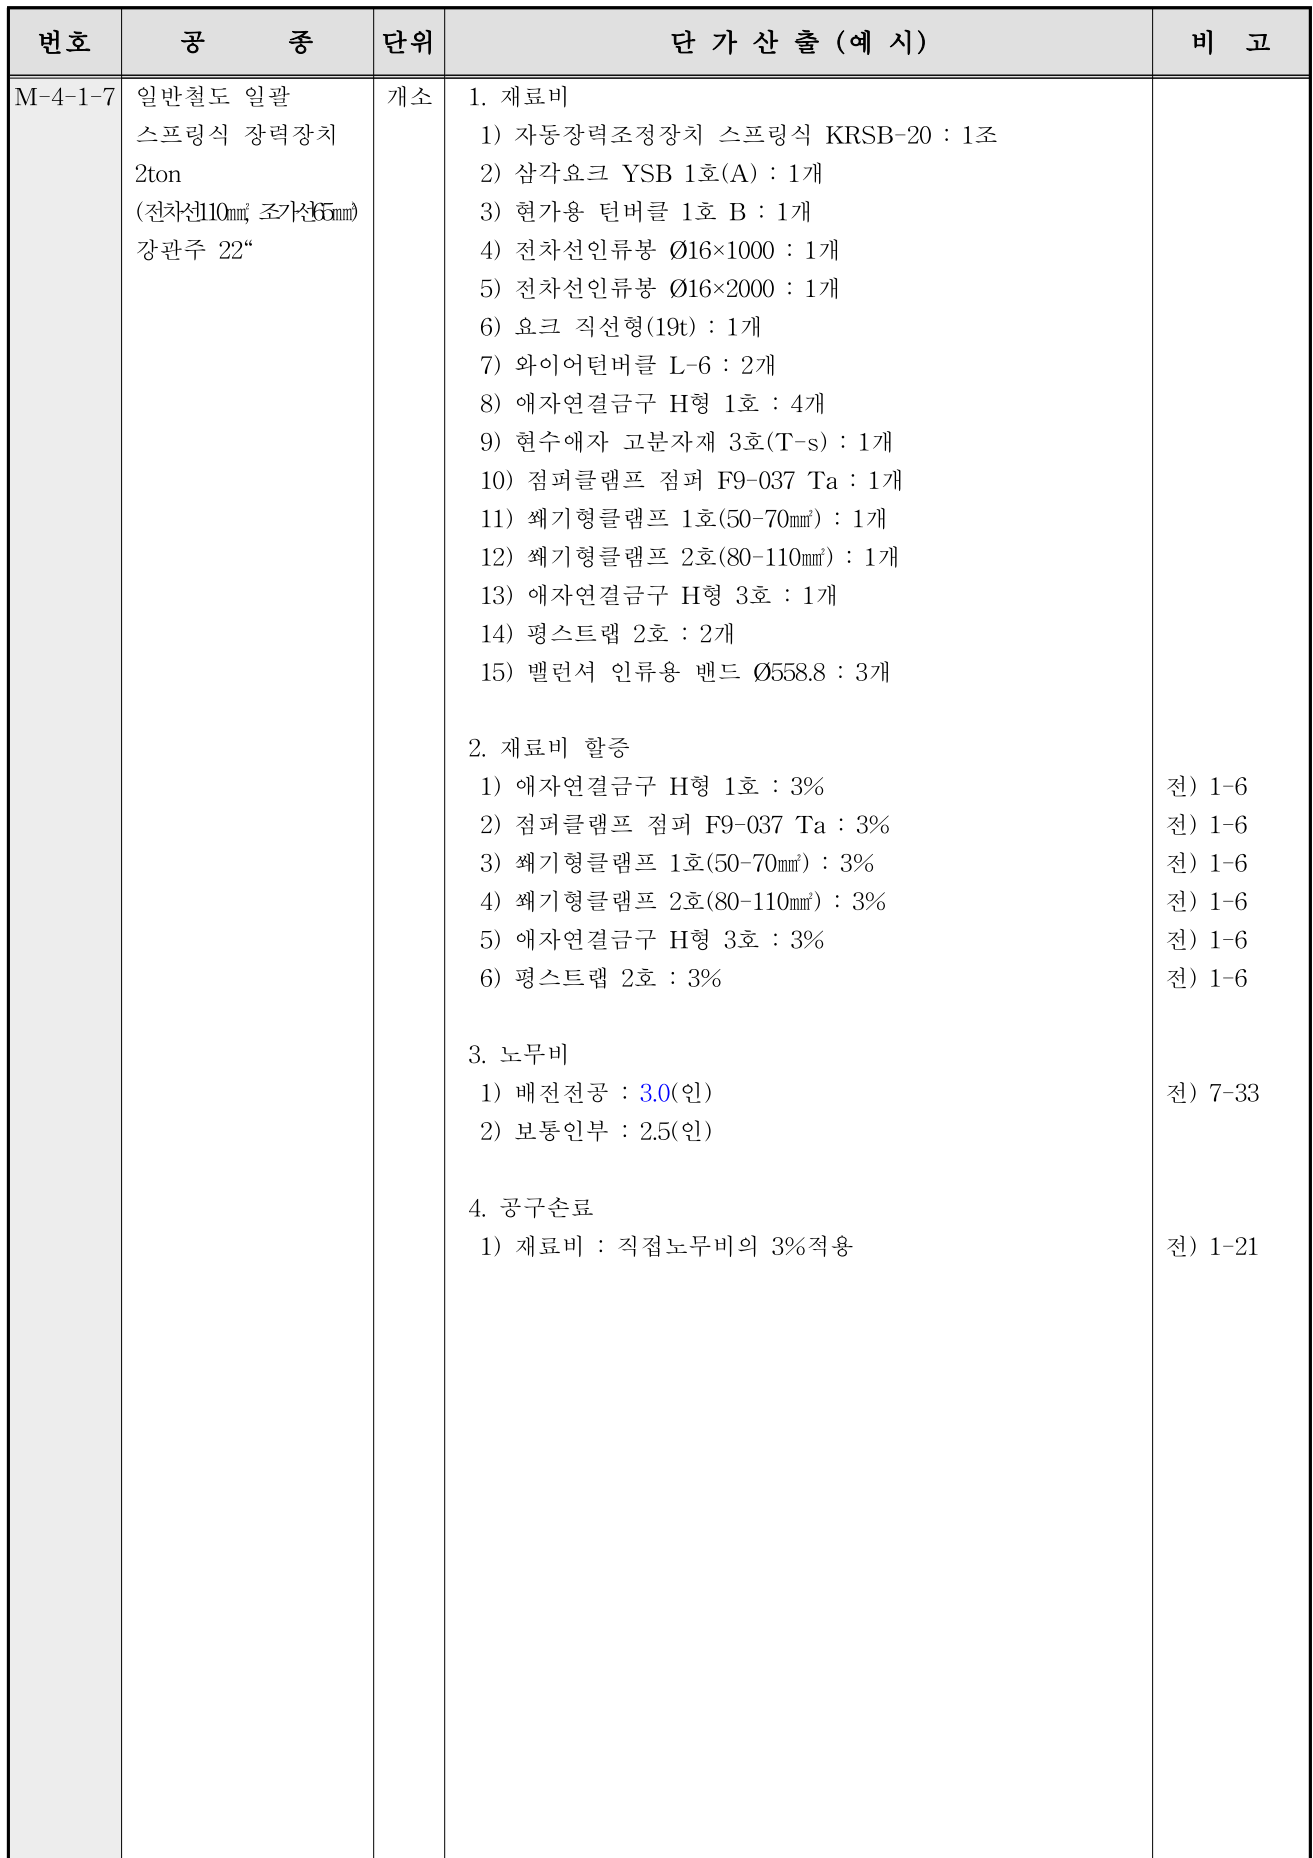 번호 공 종 단위 단 가 산 출 (예 시) 비 고
M-4-1-7 일반철도 일괄 개소 1. 재료비
스프링식 장력장치 1) 자동장력조정장치 스프링식 KRSB-20 : 1조
2ton 2) 삼각요크 YSB 1호(A) : 1개
(전차선110㎟, 조가선65㎟) 3) 현가용 턴버클 1호 B : 1개
강관주 22“ 4) 전차선인류봉 Ø16×1000 : 1개
5) 전차선인류봉 Ø16×2000 : 1개
6) 요크 직선형(19t) : 1개
7) 와이어턴버클 L-6 : 2개
8) 애자연결금구 H형 1호 : 4개
9) 현수애자 고분자재 3호(T-s) : 1개
10) 점퍼클램프 점퍼 F9-037 Ta : 1개
11) 쐐기형클램프 1호(50-70㎟) : 1개
12) 쐐기형클램프 2호(80-110㎟) : 1개
13) 애자연결금구 H형 3호 : 1개
14) 평스트랩 2호 : 2개
15) 밸런셔 인류용 밴드 Ø558.8 : 3개
2. 재료비 할증
1) 애자연결금구 H형 1호 : 3% 전) 1-6
2) 점퍼클램프 점퍼 F9-037 Ta : 3% 전) 1-6
3) 쐐기형클램프 1호(50-70㎟) : 3% 전) 1-6
4) 쐐기형클램프 2호(80-110㎟) : 3% 전) 1-6
5) 애자연결금구 H형 3호 : 3% 전) 1-6
6) 평스트랩 2호 : 3% 전) 1-6
3. 노무비
1) 배전전공 : 3.0(인) 전) 7-33
2) 보통인부 : 2.5(인)
4. 공구손료
1) 재료비 : 직접노무비의 3%적용 전) 1-21